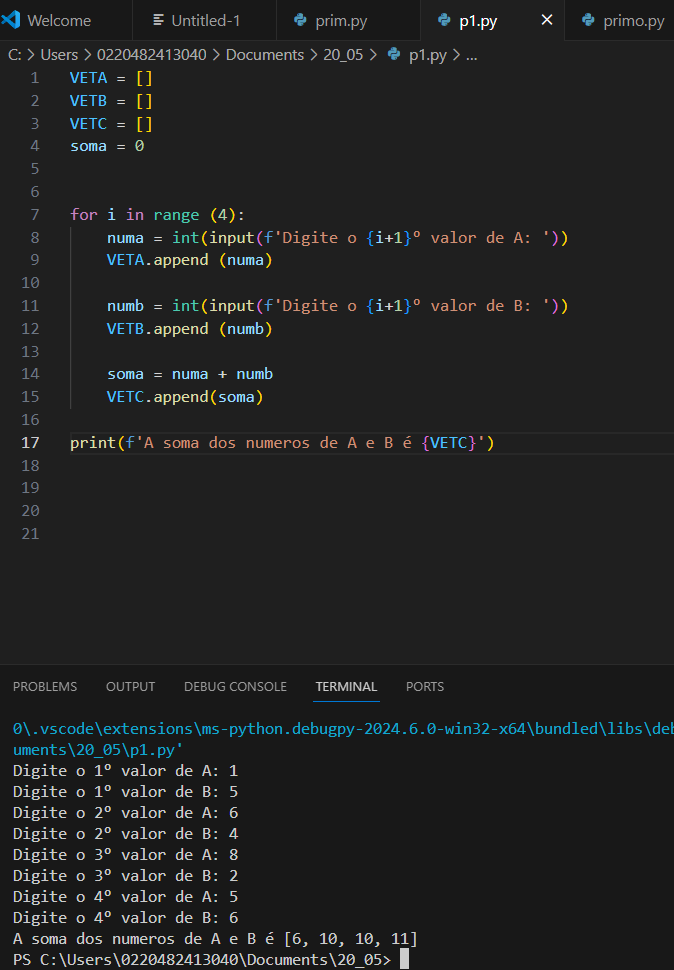 Welcome Untitled-1 prim.py p1.py × primo.py
C: > Users > 0220482413040 > Documents > 20_05 > p1.py > ...
1 VETA = []
2 VETB = []
3 VETC = []
4 soma = 0
5
6
7 for i in range (4):
8 numa = int(input(f'Digite o {i+1}º valor de A: '))
9 VETA.append (numa)
10
11 numb = int(input(f'Digite o {i+1}º valor de B: '))
12 VETB.append (numb)
13
14 soma = numa + numb
15 VETC.append(soma)
16
17 print(f'A soma dos numeros de A e B é {VETC}')
18
19
20
21
PROBLEMS OUTPUT DEBUG CONSOLE TERMINAL PORTS
0\.vscode\extensions\ms-python.debugpy-2024.6.0-win32-x64\bundled\libs\deb
uments\20_05\p1.py'
Digite o 1º valor de A: 1
Digite o 1º valor de B: 5
Digite o 2º valor de A: 6
Digite o 2º valor de B: 4
Digite o 3º valor de A: 8
Digite o 3º valor de B: 2
Digite o 4º valor de A: 5
Digite o 4º valor de B: 6
A soma dos numeros de A e B é [6, 10, 10, 11]
PS C:\Users\0220482413040\Documents\20_05>